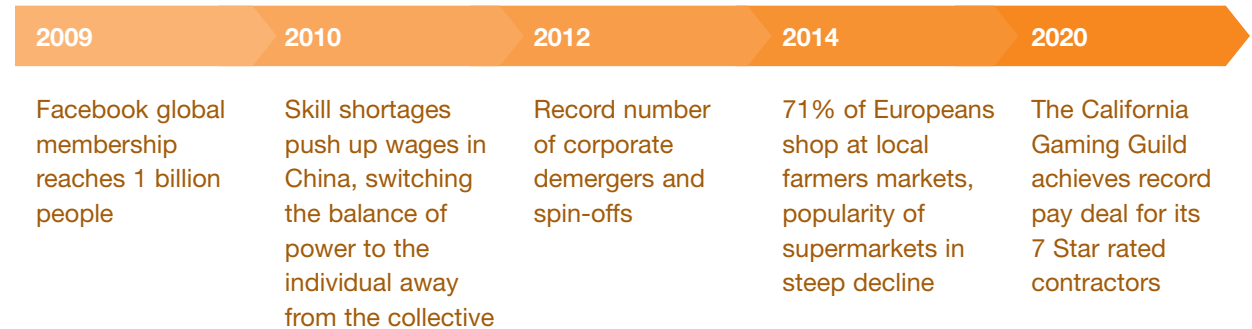 2009
Facebook global
membership
reaches 1 billion
people
2010
Skill shortages
push up wages in
China, switching
the balance of
power to the
individual away
from the collective
2012
Record number
of corporate
demergers and
spin-offs
2014
71% of Europeans
shop at local
farmers markets,
popularity of
supermarkets in
steep decline
2020
The California
Gaming Guild
achieves record
pay deal for its
7 Star rated
contractors